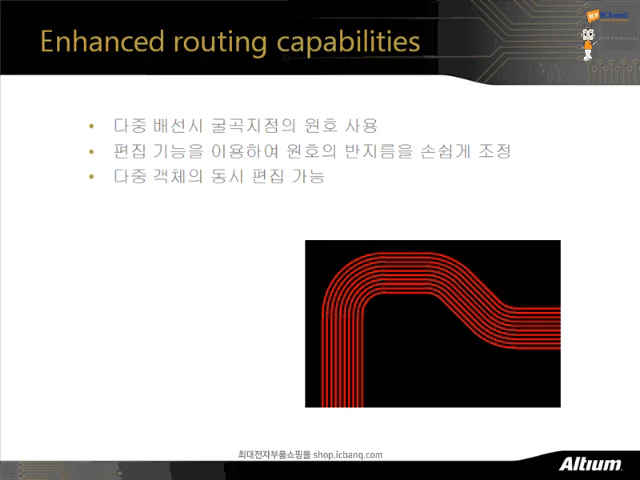 Enhanced routing capabilities
• 다중 배선시 굴곡지점의 원호 사용
• 편집 기능을 이용하여 원호의 반지름을 손쉽게 조정
• 다중 객체의 동시 편집 가능
최대전자부품쇼핑몰 shop.icbanq.com
Altium